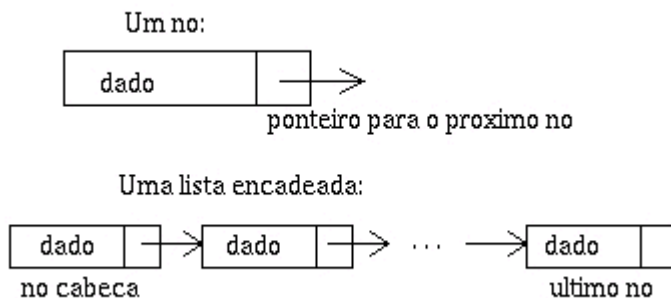 Um no:
dado
ponteiro para o proximo no
Uma lista encadeada:
dado dado ... dado
no cabeca ultimo no